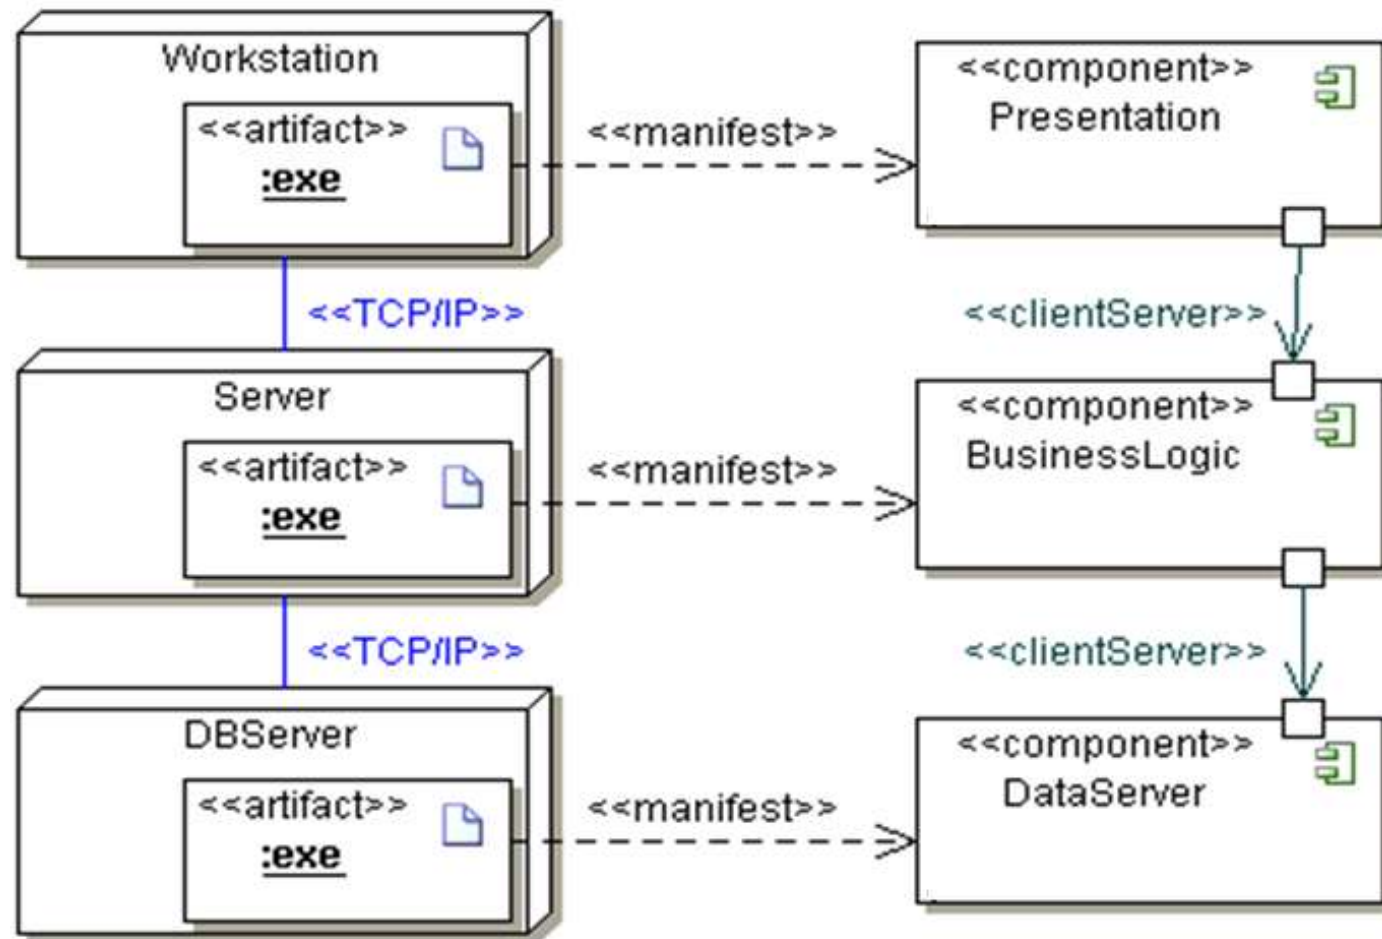 Workstation
<<artifact>>
:exe
<<manifest>>
<<component>>
Presentation
<<TCP/IP>>
<<clientServer>>
Server
<<artifact>>
:exe
<<manifest>>
<<component>>
BusinessLogic
<<TCP/IP>>
<<clientServer>>
DBServer
<<artifact>>
:exe
<<manifest>>
<<component>>
DataServer